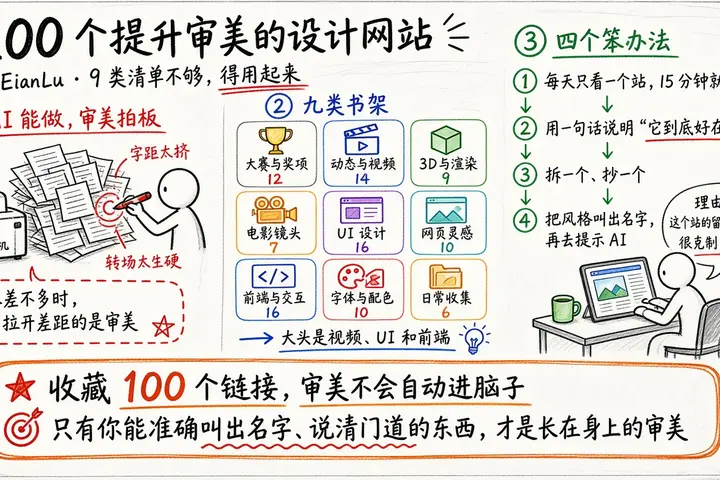 100 个提升审美的设计网站
EianLu · 9 类清单不够，得用起来
AI 能做，审美拍板
字距太挤
转场太生硬
机
差不多时，
拉开差距的是审美
② 九类书架
大赛与奖项
12
动态与视频
14
3D与渲染
9
电影镜头
7
UI 设计
16
网页灵感
10
前端与交互
16
字体与配色
10
日常收集
6
大头是视频、UI 和前端
③ 四个笨办法
① 每天只看一个站，15 分钟就
② 用一句话说明“它到底好在
③ 拆一个、抄一个
④ 把风格叫出名字，
再去提示 AI
理由
这个站的留
很克制
收藏 100 个链接，审美不会自动进脑子
只有你能准确叫出名字、说清门道的东西，才是长在身上的审美